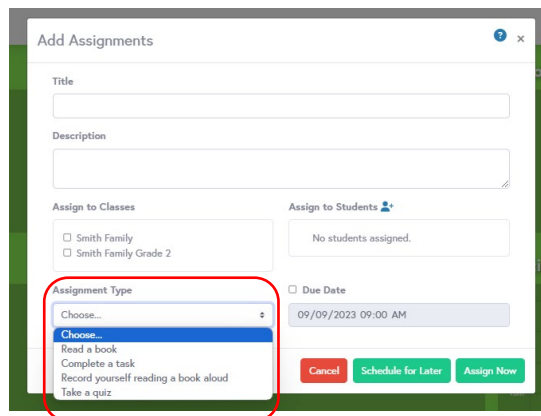 Add Assignments
? ×
Title
Description
Assign to Classes
Assign to Students
Smith Family
Smith Family Grade 2
No students assigned.
Assignment Type
Due Date
Choose...
09/09/2023 09:00 AM
Choose...
Read a book
Complete a task
Record yourself reading a book aloud
Take a quiz
Cancel
Schedule for Later
Assign Now